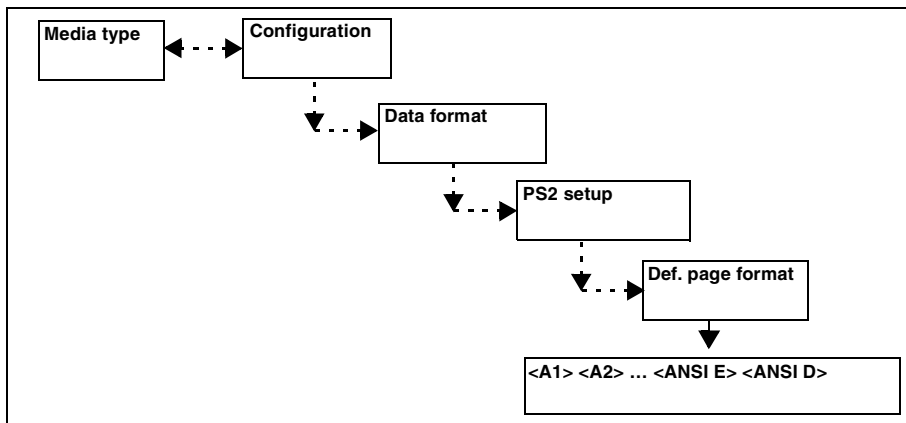 Media type
Configuration
Data format
PS2 setup
Def. page format
<A1> <A2> … <ANSI E> <ANSI D>